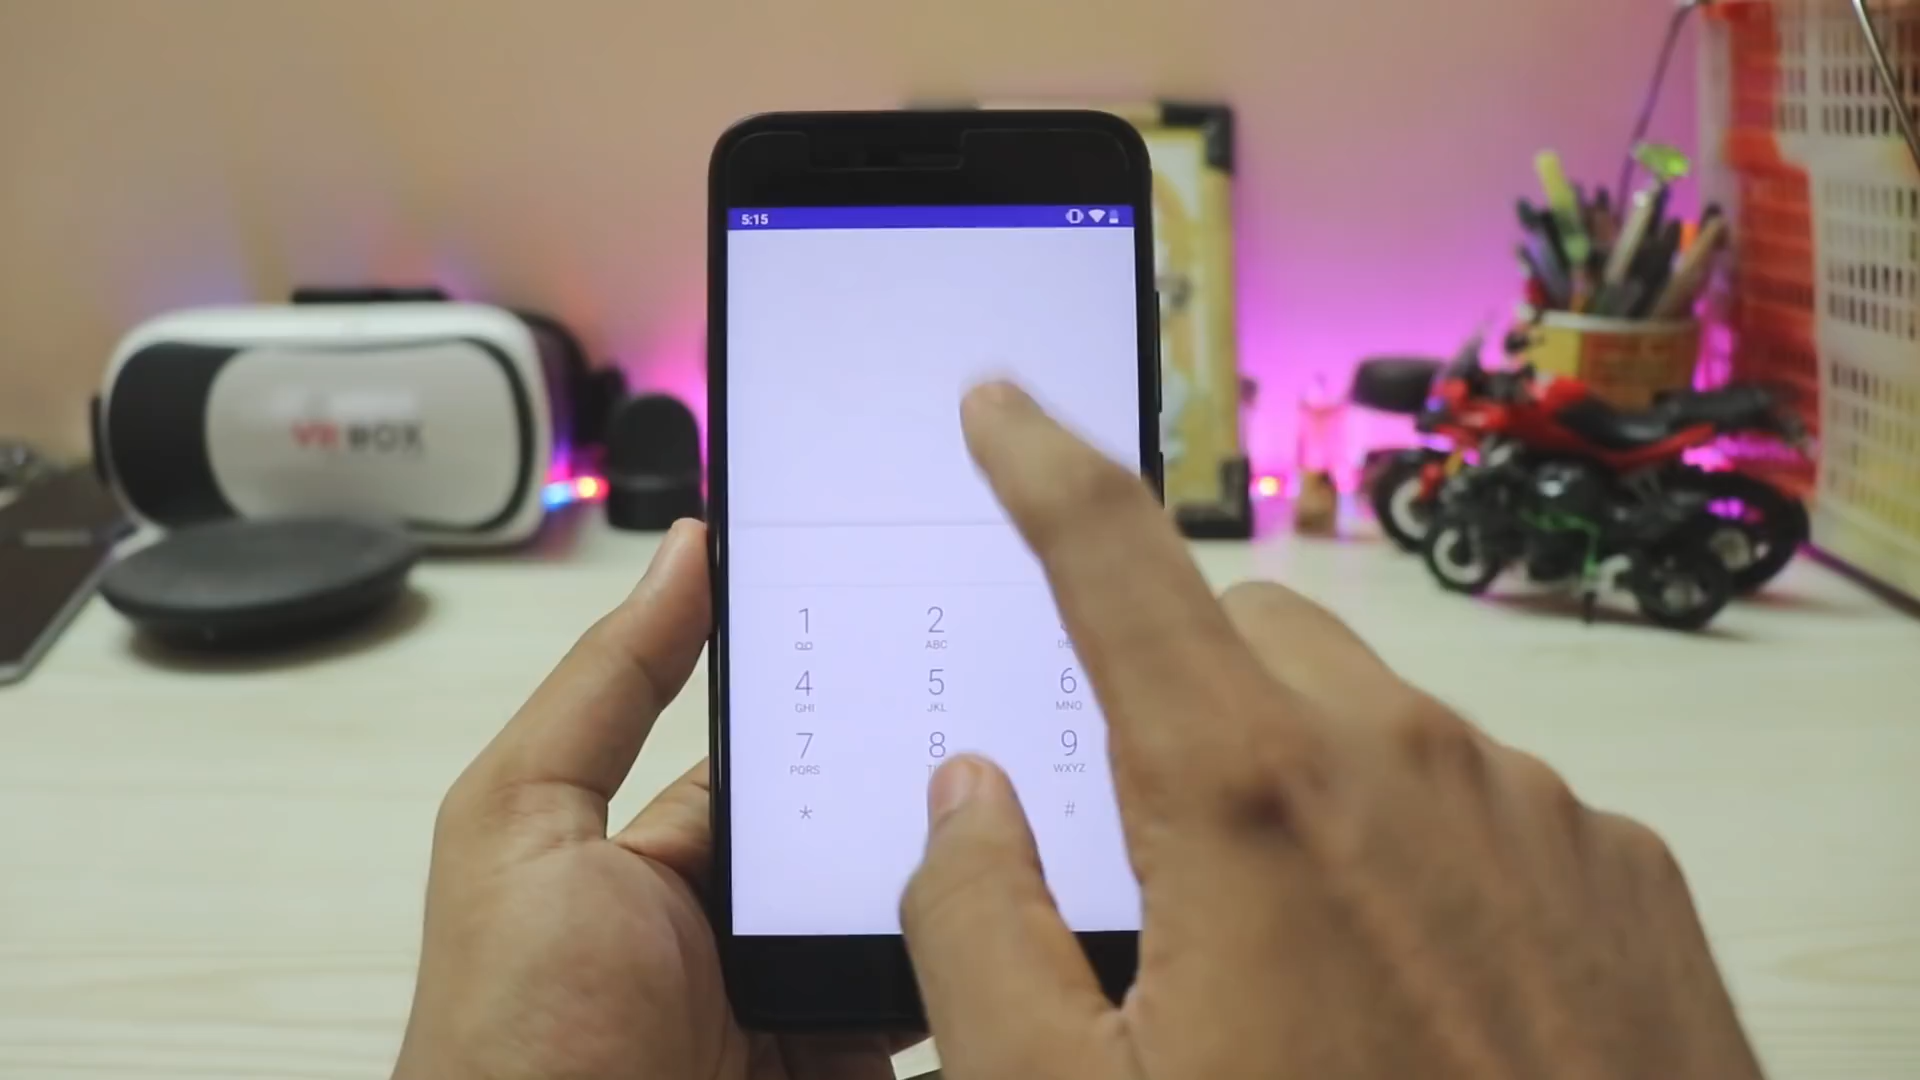 5:15
VR BOX
1 2
ABC
4 5 6
GHI JKL MNO
7 8 9
PQRS WXYZ
* #